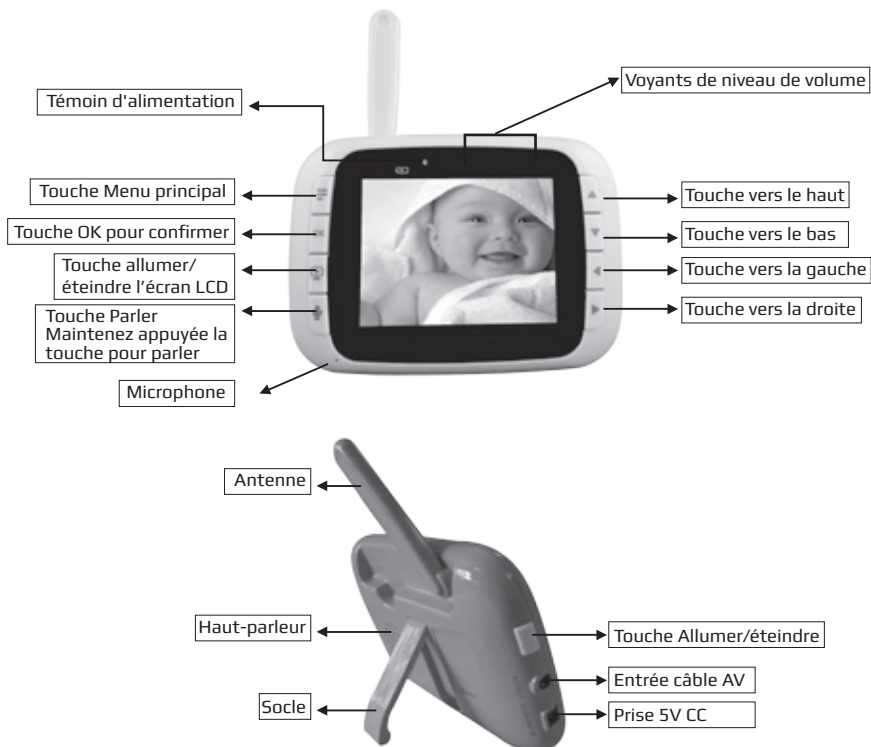 Témoin d'alimentation
Voyants de niveau de volume
Touche Menu principal
Touche OK pour confirmer
Touche allumer/
éteindre l’écran LCD
Touche Parler
Maintenez appuyée la
touche pour parler
Microphone
Touche vers le haut
Touche vers le bas
Touche vers la gauche
Touche vers la droite
Antenne
Haut-parleur
Socle
Touche Allumer/éteindre
Entrée câble AV
Prise 5V CC